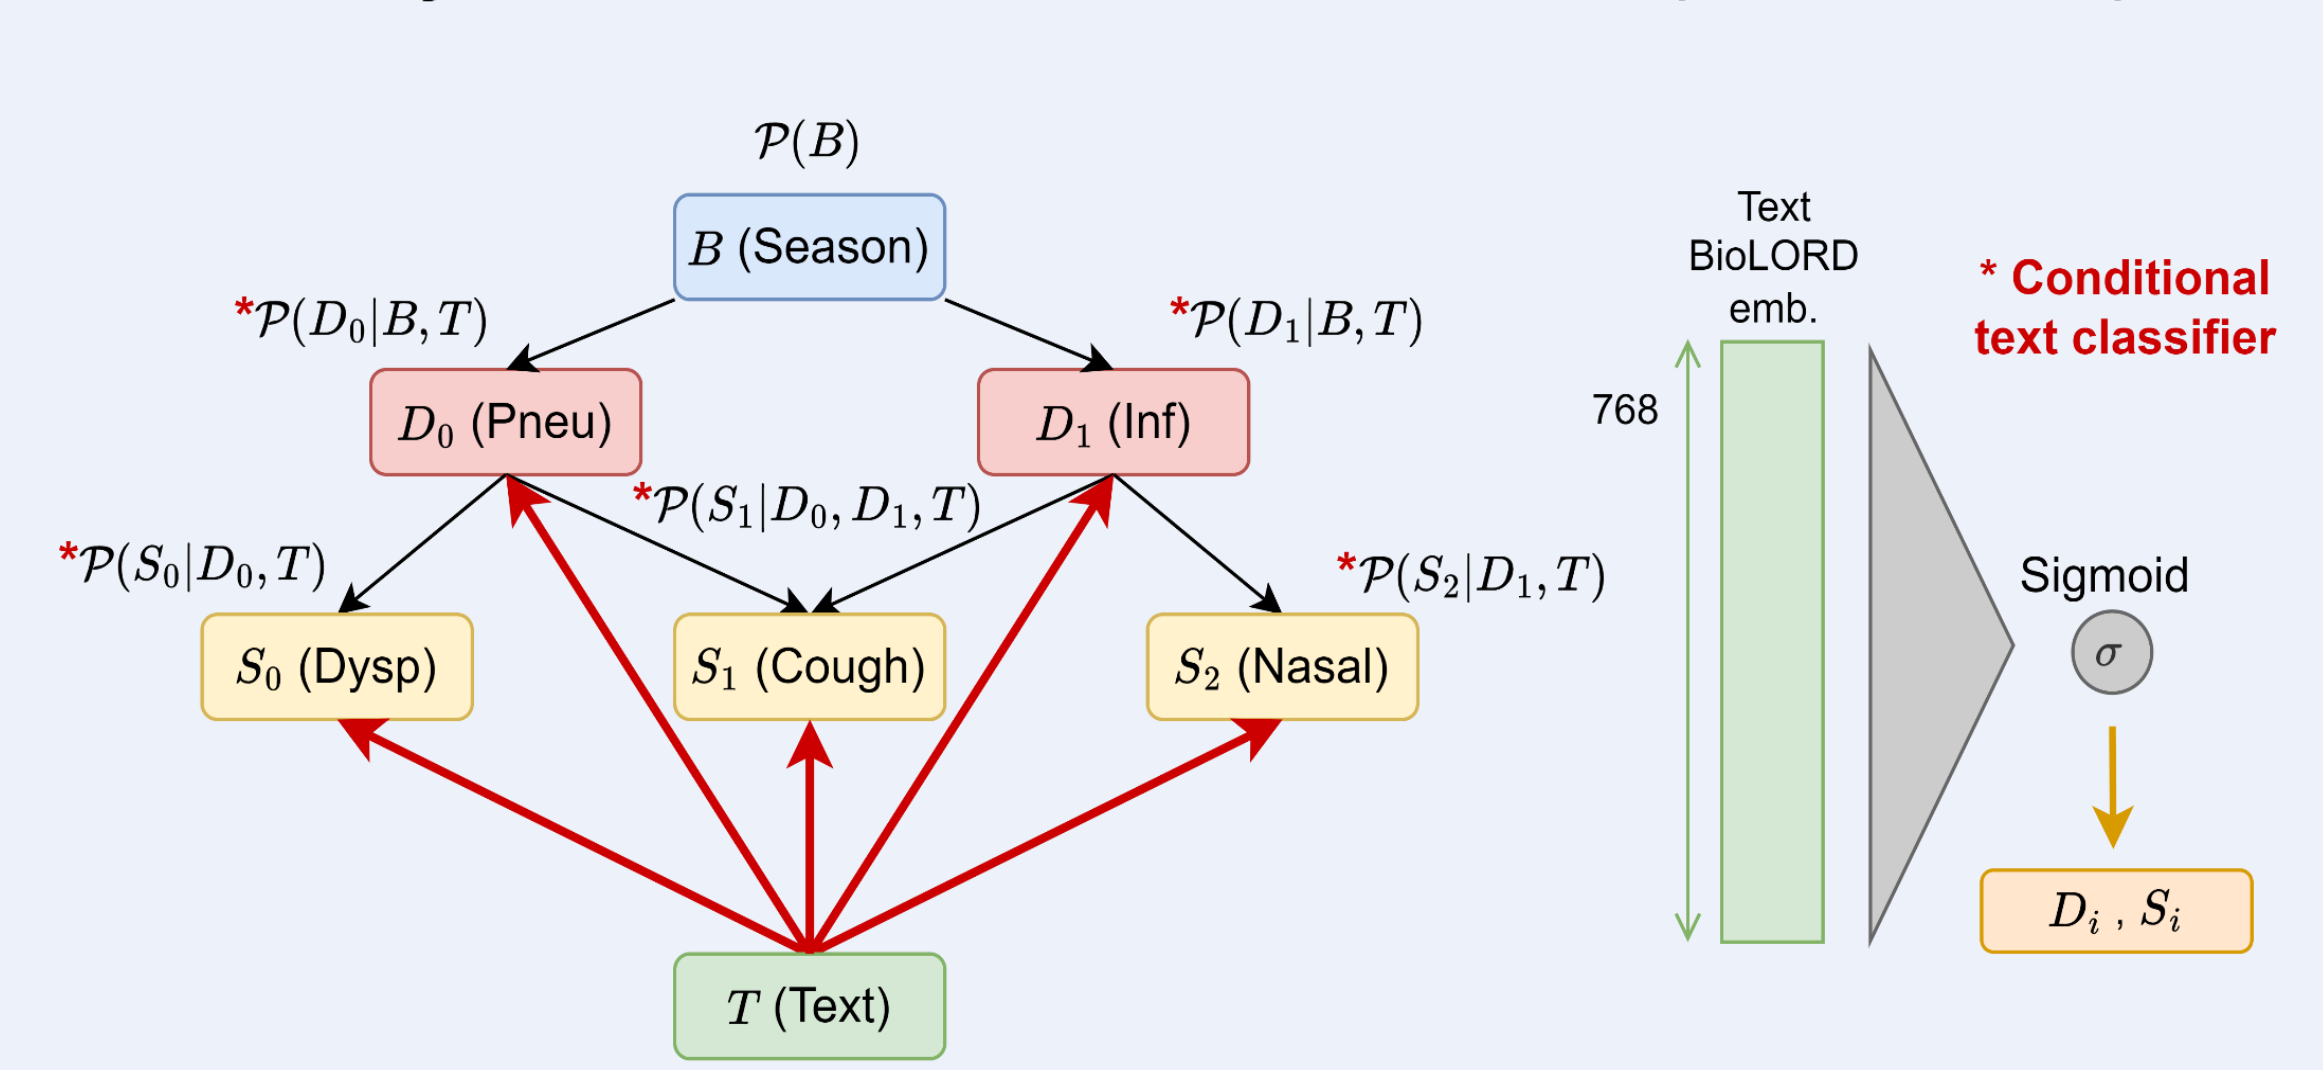 𝒫(B)
B (Season)
*𝒫(D₀|B, T)
*𝒫(D₁|B, T)
D₀ (Pneu)
D₁ (Inf)
*𝒫(S₁|D₀, D₁, T)
*𝒫(S₀|D₀, T)
*𝒫(S₂|D₁, T)
S₀ (Dysp)
S₁ (Cough)
S₂ (Nasal)
T (Text)
Text
BioLORD
emb.
768
* Conditional
text classifier
Sigmoid
σ
Dᵢ , Sᵢ